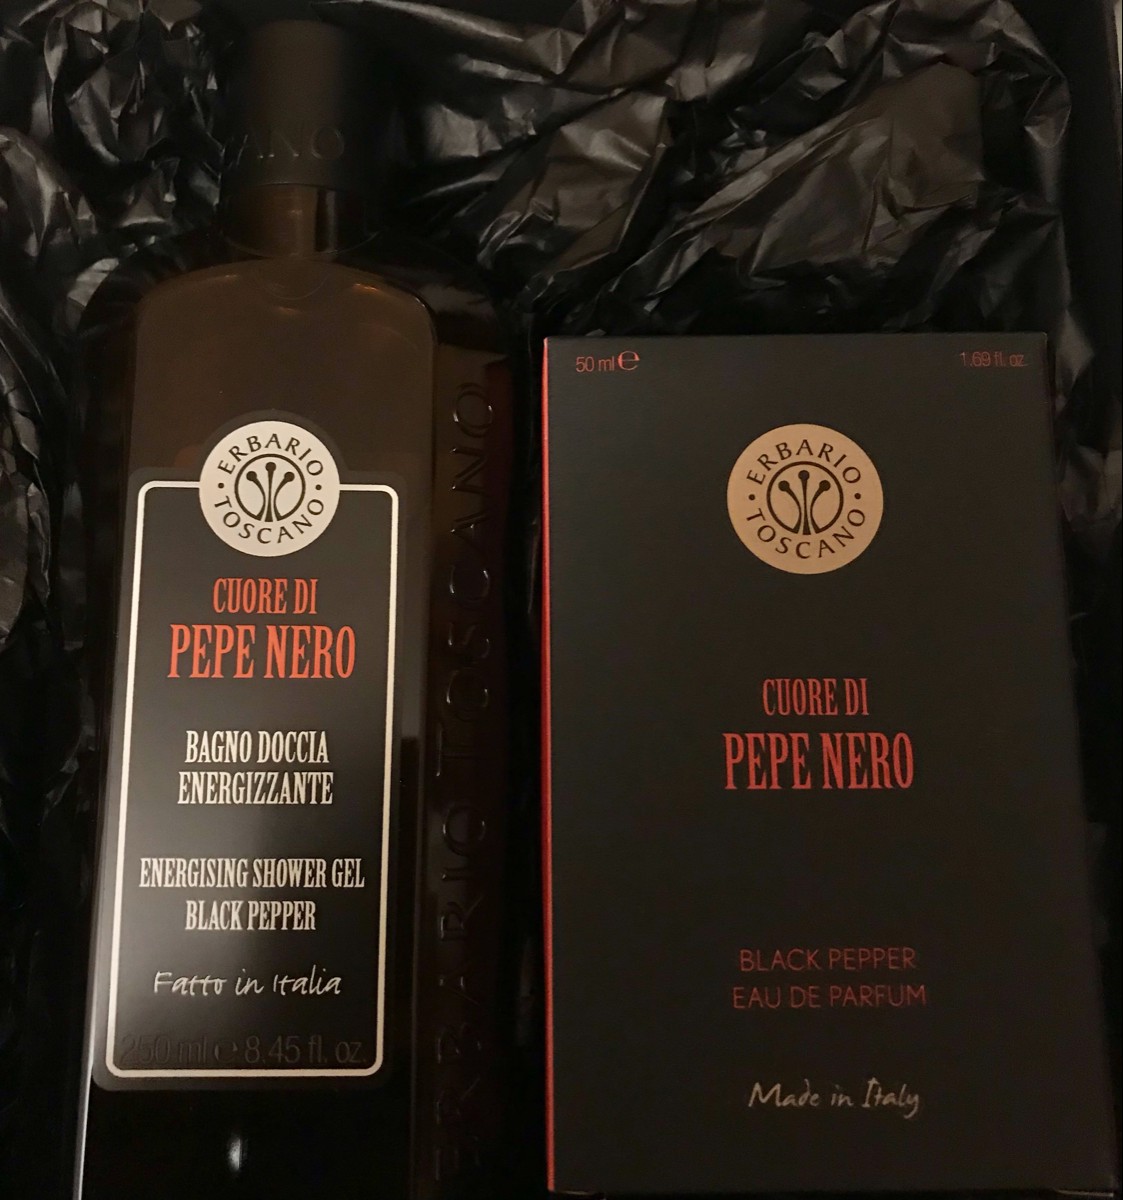 ANO
ERBARIO
TOSCANO
CUORE DI
PEPE NERO
BAGNO DOCCIA
ENERGIZZANTE
ENERGISING SHOWER GEL
BLACK PEPPER
Fatto in Italia
250 ml e 8.45 fl. oz.
ERBARIO TOSCANO
50 ml e
1.69 fl. oz.
ERBARIO
TOSCANO
CUORE DI
PEPE NERO
BLACK PEPPER
EAU DE PARFUM
Made in Italy